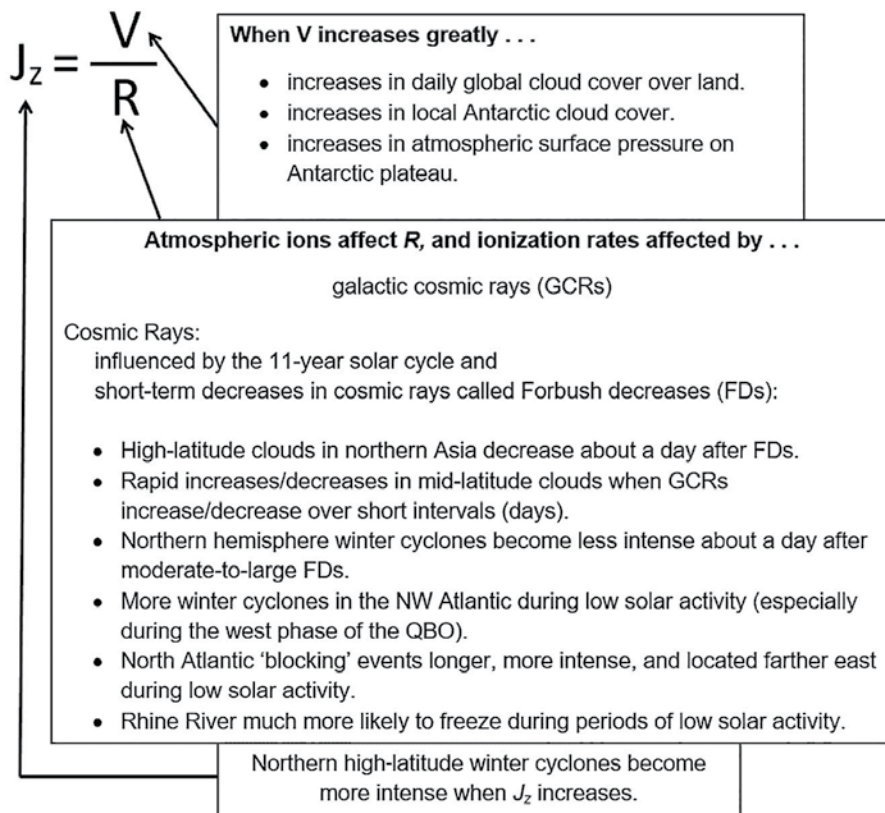 J_z = V / R
When V increases greatly . . .
• increases in daily global cloud cover over land.
• increases in local Antarctic cloud cover.
• increases in atmospheric surface pressure on
Antarctic plateau.
Atmospheric ions affect R, and ionization rates affected by . . .
galactic cosmic rays (GCRs)
Cosmic Rays:
influenced by the 11-year solar cycle and
short-term decreases in cosmic rays called Forbush decreases (FDs):
• High-latitude clouds in northern Asia decrease about a day after FDs.
• Rapid increases/decreases in mid-latitude clouds when GCRs
increase/decrease over short intervals (days).
• Northern hemisphere winter cyclones become less intense about a day after
moderate-to-large FDs.
• More winter cyclones in the NW Atlantic during low solar activity (especially
during the west phase of the QBO).
• North Atlantic ‘blocking’ events longer, more intense, and located farther east
during low solar activity.
• Rhine River much more likely to freeze during periods of low solar activity.
Northern high-latitude winter cyclones become
more intense when J_z increases.